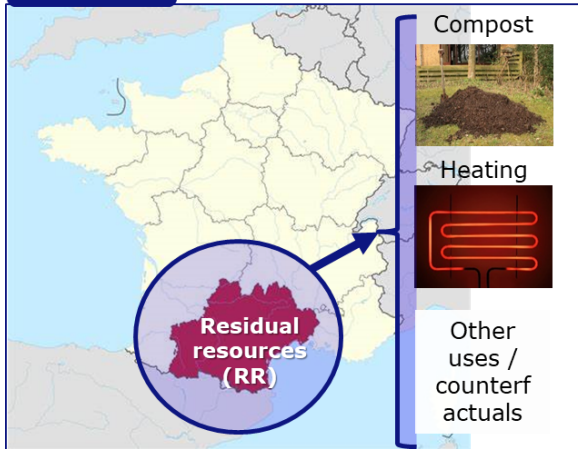 Compost
Heating
Residual
resources
(RR)
Other
uses /
counterf
actuals